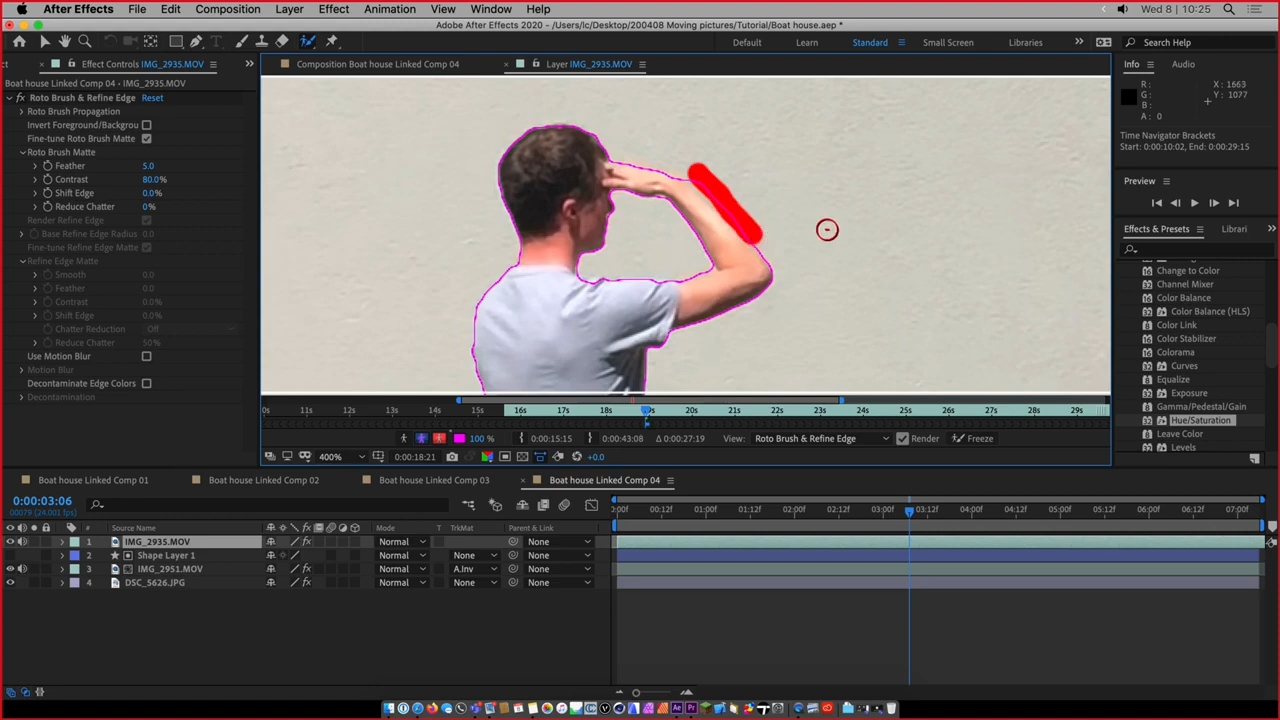 After Effects File Edit Composition Layer Effect Animation View Window Help Wed 8 | 10:25
Adobe After Effects 2020 - /Users/lc/Desktop/200408 Moving pictures/Tutorial/Boat house.aep *
Default Learn Standard Small Screen Libraries Search Help
Effect Controls IMG_2935.MOV
Composition Boat house Linked Comp 04
Layer IMG_2935.MOV
Info Audio
Boat house Linked Comp 04 • IMG_2935.MOV
fx Roto Brush & Refine Edge Reset
Roto Brush Propagation
Invert Foreground/Backgrou
Fine-tune Roto Brush Matte
Roto Brush Matte
Feather 5.0
Contrast 80.0%
Shift Edge 0.0%
Reduce Chatter 0%
Render Refine Edge
Base Refine Edge Radius 0.0
Fine-tune Refine Edge Matte
Refine Edge Matte
Smooth 0.0
Feather 0.0
Contrast 0.0%
Shift Edge 0.0%
Chatter Reduction Off
Reduce Chatter 50%
Use Motion Blur
Motion Blur
Decontaminate Edge Colors
Decontamination
R: X: 1663
G: Y: 1077
B:
A: 0
Time Navigator Brackets
Start: 0:00:10:02 End: 0:00:29:15
Preview
Effects & Presets Librari
Change to Color
Channel Mixer
Color Balance
Color Balance (HLS)
Color Link
Color Stabilizer
Colorama
Curves
Equalize
Exposure
Gamma/Pedestal/Gain
Hue/Saturation
Leave Color
Levels
0s 11s 12s 13s 14s 15s 16s 17s 18s 9s 20s 21s 22s 23s 24s 25s 26s 27s 28s 29s
100 % 0:00:15:15 0:00:43:08 Δ 0:00:27:19 View: Roto Brush & Refine Edge Render Freeze
400% 0:00:18:21 +0.0
Boat house Linked Comp 01 Boat house Linked Comp 02 Boat house Linked Comp 03 Boat house Linked Comp 04
0:00:03:06
00079 (24.001 fps)
# Source Name Mode T TrkMat Parent & Link
:00f 00:12f 01:00f 01:12f 02:00f 02:12f 03:00f 03:12f 04:00f 04:12f 05:00f 05:12f 06:00f 06:12f 07:00f
1 IMG_2935.MOV Normal None
2 Shape Layer 1 Normal None None
3 IMG_2951.MOV Normal A.Inv None
4 DSC_5626.JPG Normal None None